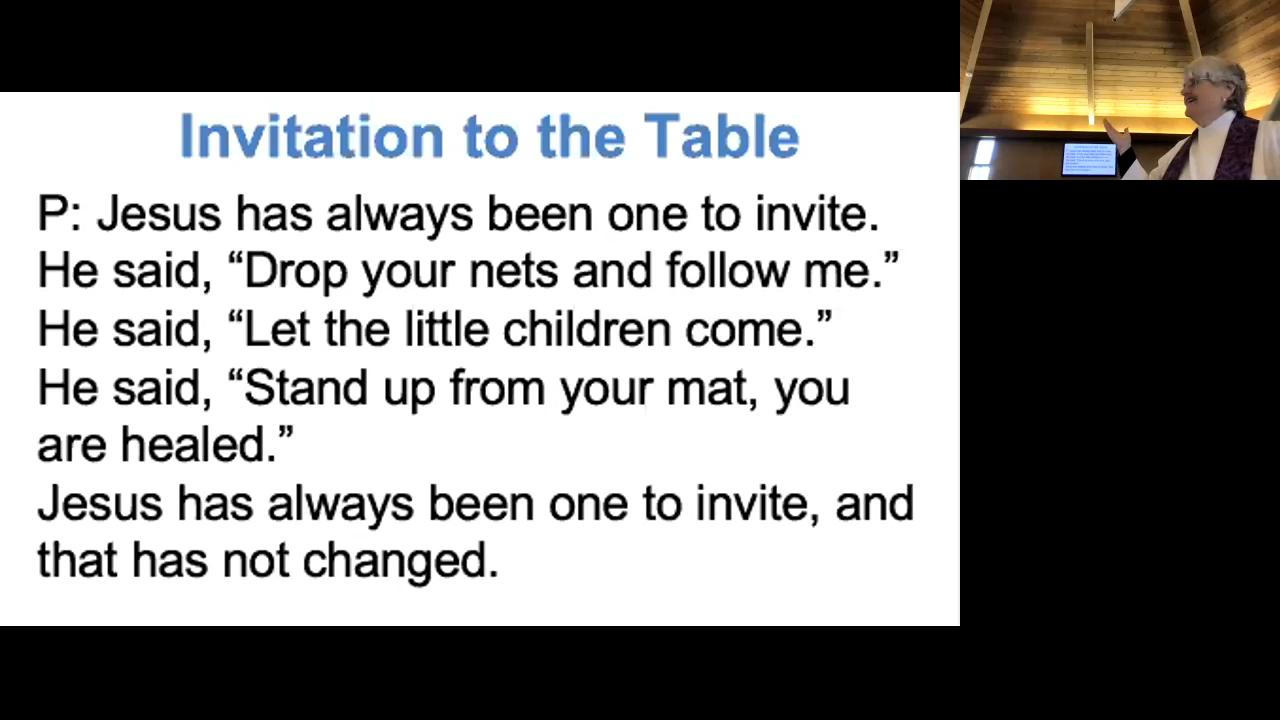 Invitation to the Table
P: Jesus has always been one to invite.
He said, “Drop your nets and follow me.”
He said, “Let the little children come.”
He said, “Stand up from your mat, you
are healed.”
Jesus has always been one to invite, and
that has not changed.